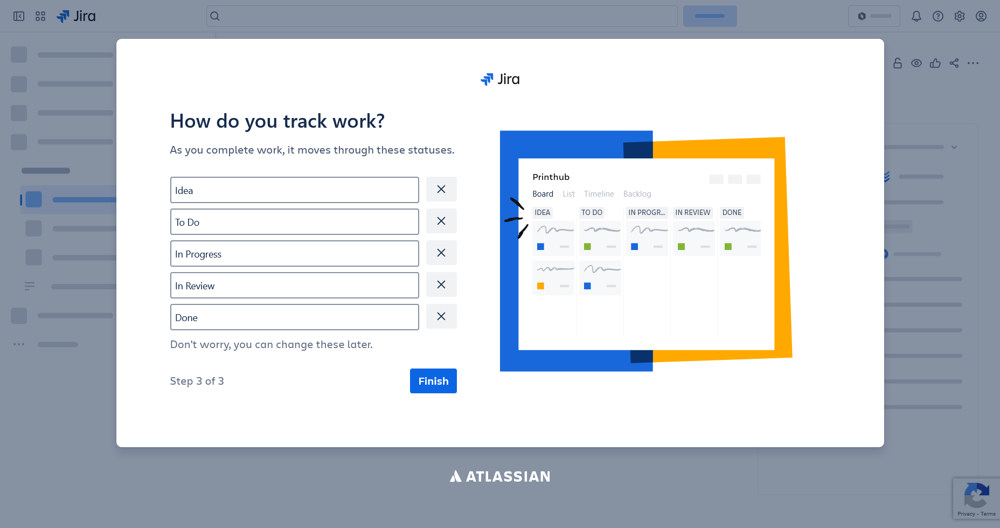 Jira
Jira
How do you track work?
As you complete work, it moves through these statuses.
Idea
To Do
In Progress
In Review
Done
Don't worry, you can change these later.
Step 3 of 3
Finish
Printhub
Board List Timeline Backlog
IDEA TO DO IN PROGR... IN REVIEW DONE
ATLASSIAN
Privacy - Terms